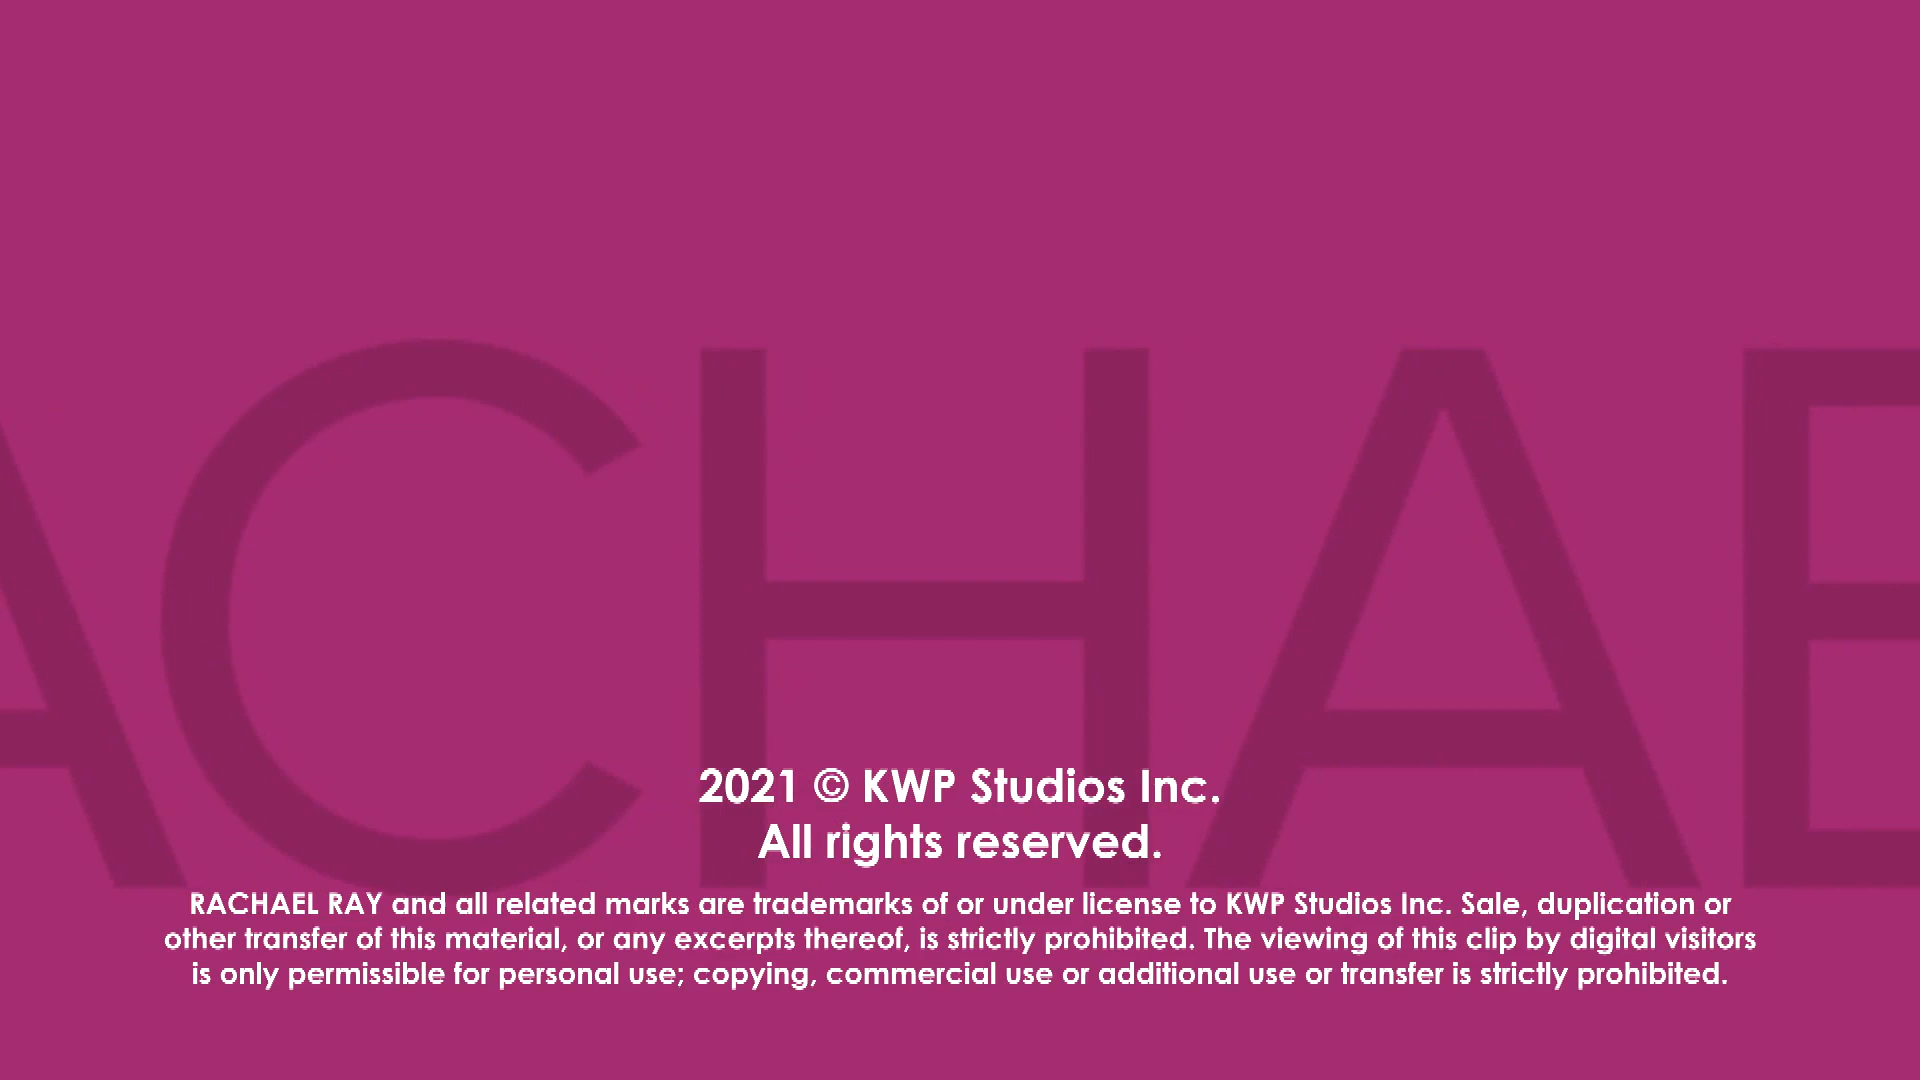 ACHAE
2021 © KWP Studios Inc.
All rights reserved.
RACHAEL RAY and all related marks are trademarks of or under license to KWP Studios Inc. Sale, duplication or
other transfer of this material, or any excerpts thereof, is strictly prohibited. The viewing of this clip by digital visitors
is only permissible for personal use; copying, commercial use or additional use or transfer is strictly prohibited.